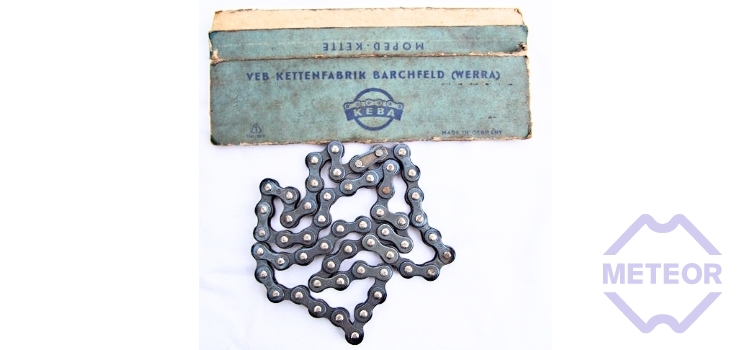 MOPED-KETTE
VEB KETTENFABRIK BARCHFELD (WERRA)
KEBA
MADE IN GERMANY
METEOR